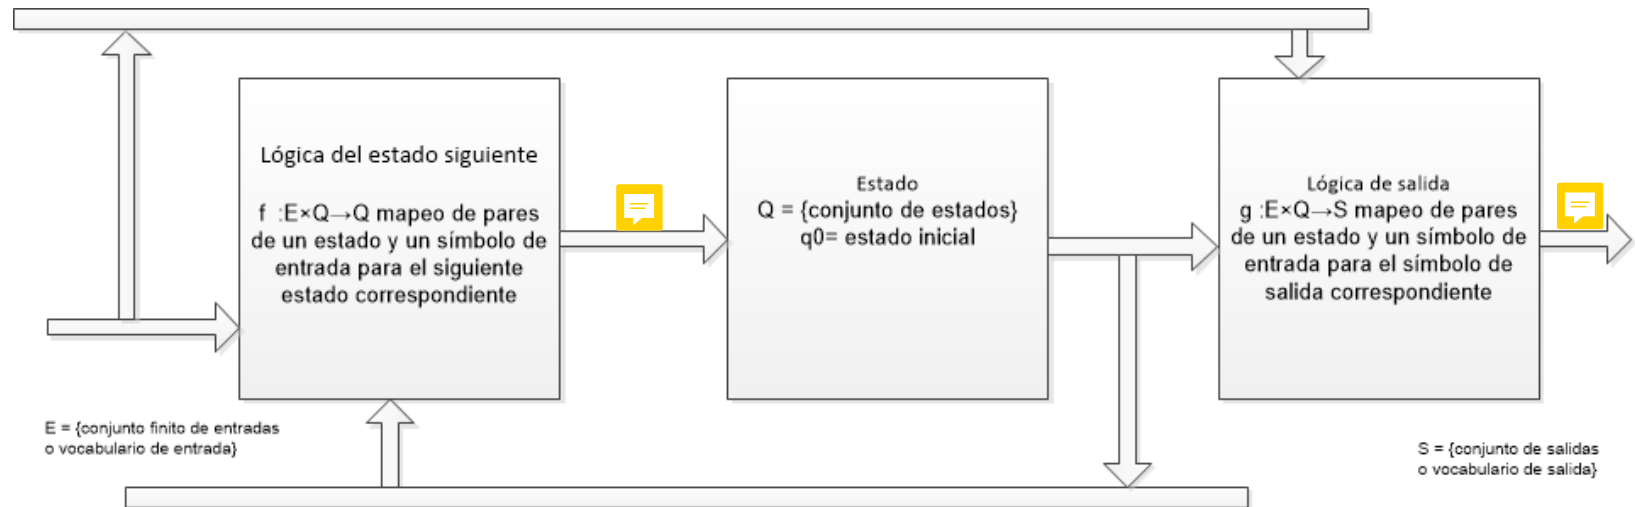 Lógica del estado siguiente
f :E×Q→Q mapeo de pares
de un estado y un símbolo de
entrada para el siguiente
estado correspondiente
Estado
Q = {conjunto de estados}
q0= estado inicial
Lógica de salida
g :E×Q→S mapeo de pares
de un estado y un símbolo de
entrada para el símbolo de
salida correspondiente
E = {conjunto finito de entradas
o vocabulario de entrada}
S = {conjunto de salidas
o vocabulario de salida}